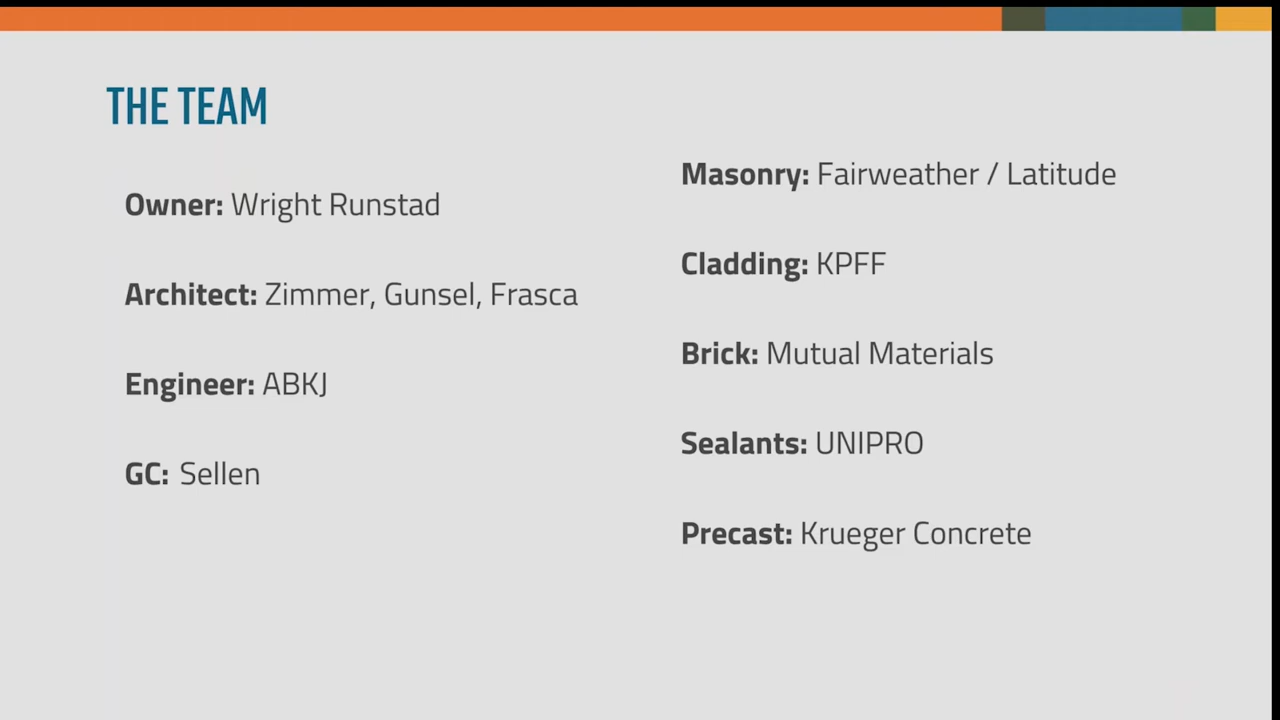 THE TEAM
Owner: Wright Runstad
Architect: Zimmer, Gunsel, Frasca
Engineer: ABKJ
GC: Sellen
Masonry: Fairweather / Latitude
Cladding: KPFF
Brick: Mutual Materials
Sealants: UNIPRO
Precast: Krueger Concrete